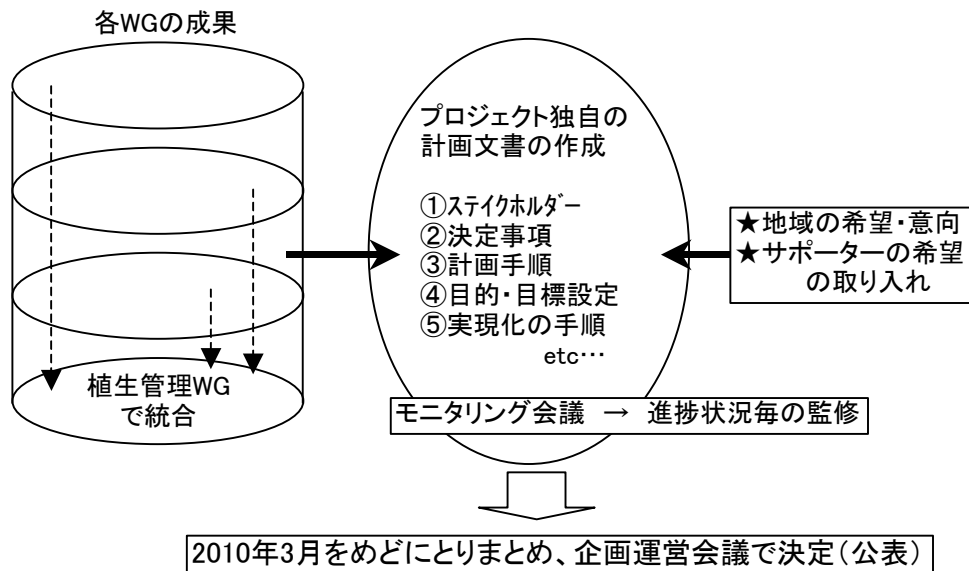 各WGの成果
植生管理WG
で統合
プロジェクト独自の
計画文書の作成
①ｽﾃｲｸﾎﾙﾀﾞｰ
②決定事項
③計画手順
④目的・目標設定
⑤実現化の手順
etc…
★地域の希望・意向
★サポーターの希望
の取り入れ
モニタリング会議 → 進捗状況毎の監修
2010年3月をめどにとりまとめ、企画運営会議で決定（公表）